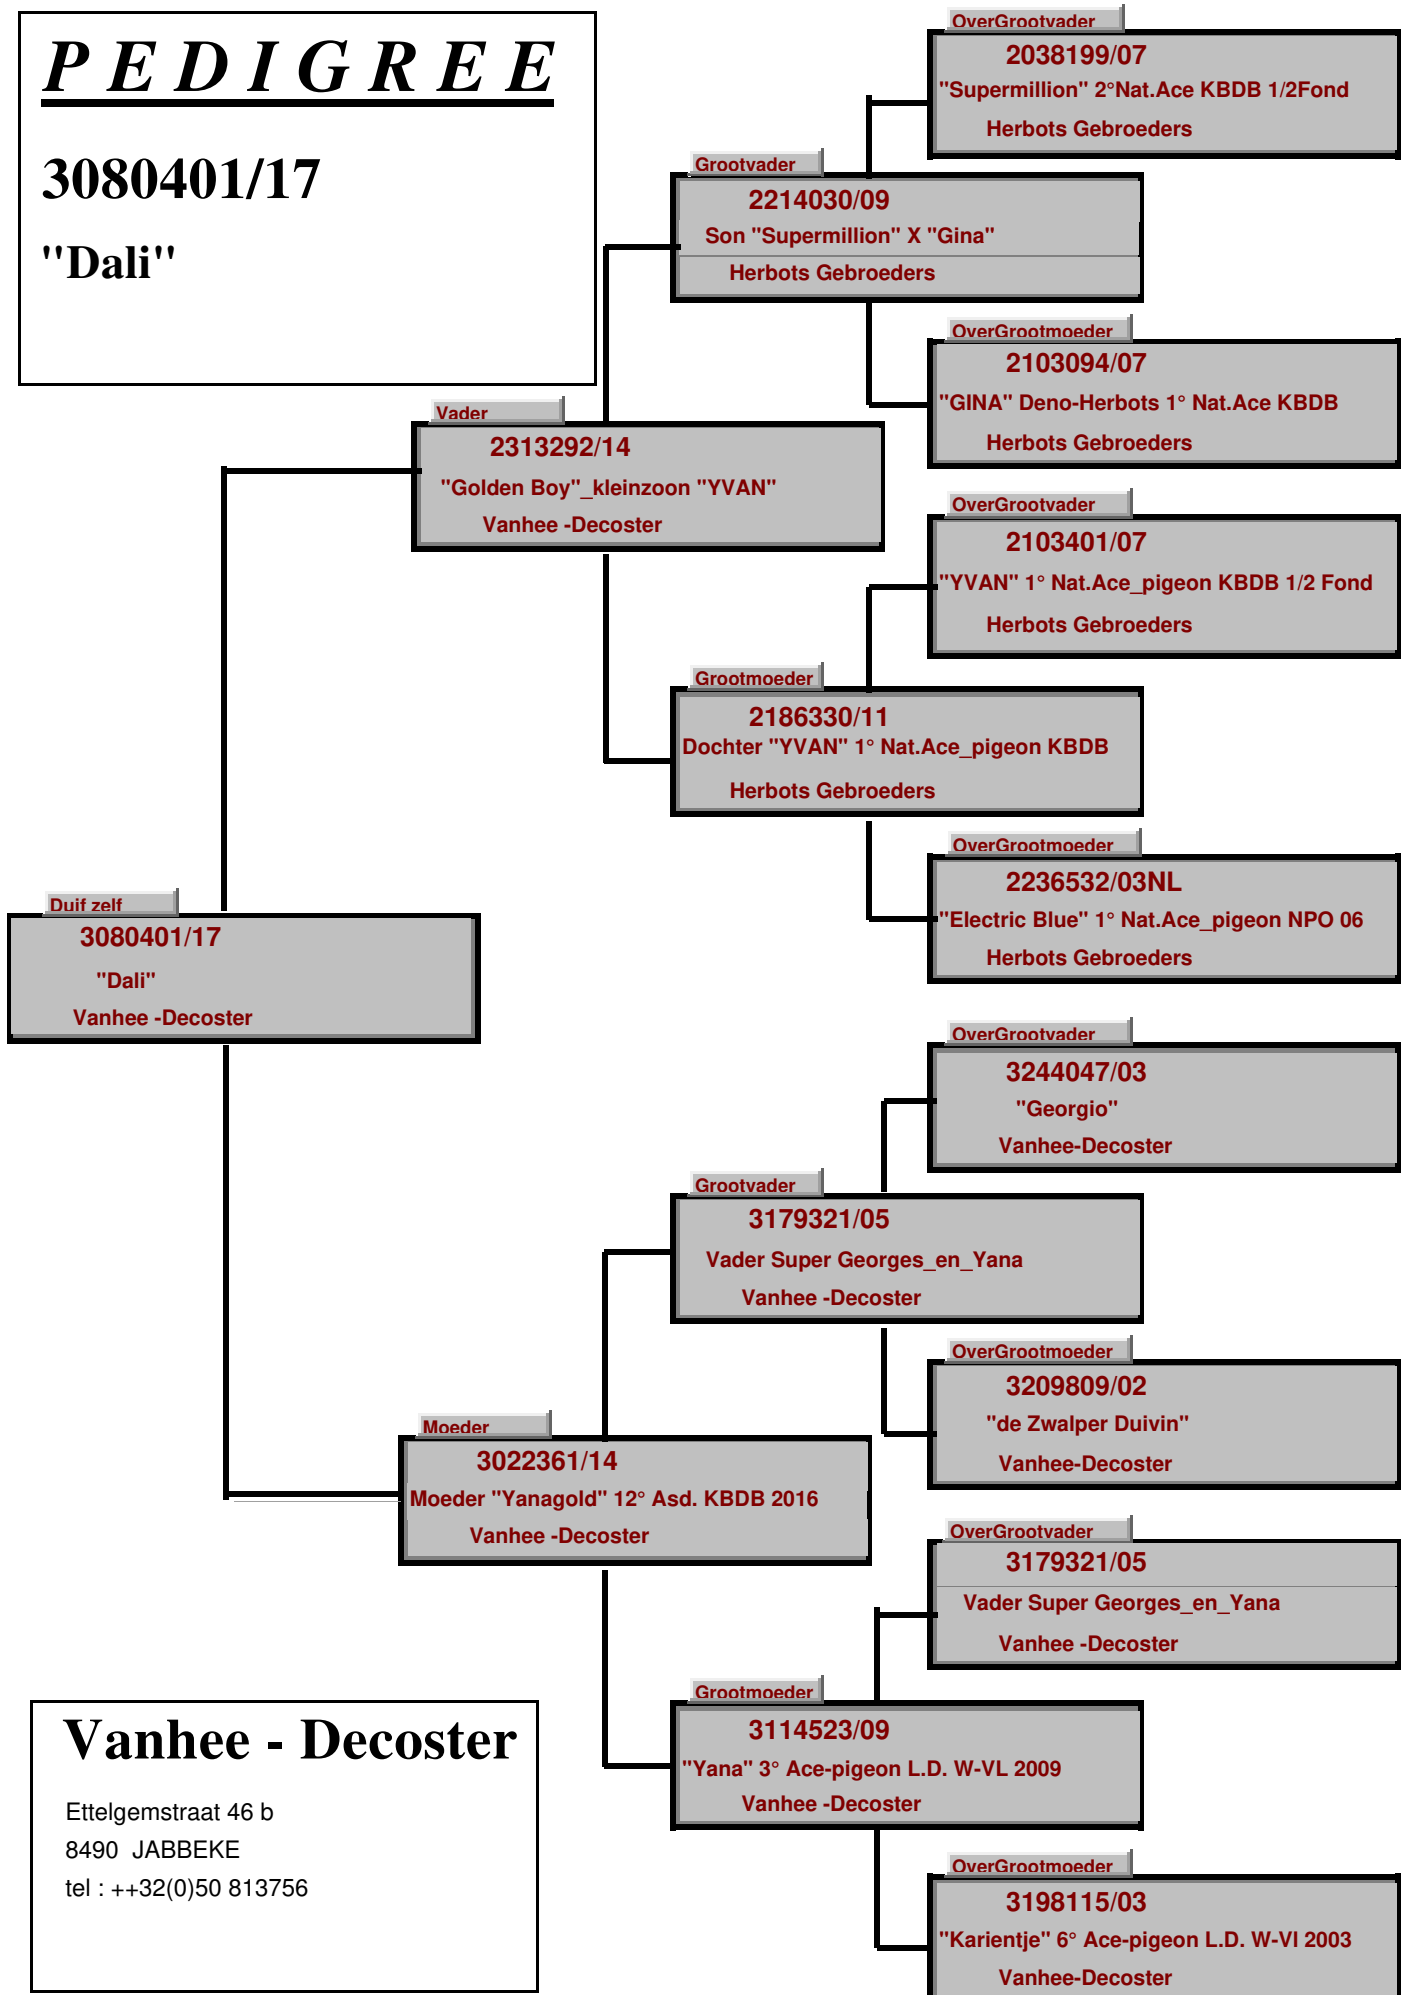 P E D I G R E E
3080401/17
"Dali"
OverGrootvader
2038199/07
"Supermillion" 2°Nat.Ace KBDB 1/2Fond
Herbots Gebroeders
Grootvader
2214030/09
Son "Supermillion" X "Gina"
Herbots Gebroeders
OverGrootmoeder
2103094/07
"GINA" Deno-Herbots 1° Nat.Ace KBDB
Herbots Gebroeders
Vader
2313292/14
"Golden Boy"_kleinzoon "YVAN"
Vanhee -Decoster
OverGrootvader
2103401/07
"YVAN" 1° Nat.Ace_pigeon KBDB 1/2 Fond
Herbots Gebroeders
Grootmoeder
2186330/11
Dochter "YVAN" 1° Nat.Ace_pigeon KBDB
Herbots Gebroeders
OverGrootmoeder
2236532/03NL
"Electric Blue" 1° Nat.Ace_pigeon NPO 06
Herbots Gebroeders
Duif zelf
3080401/17
"Dali"
Vanhee -Decoster
OverGrootvader
3244047/03
"Georgio"
Vanhee-Decoster
Grootvader
3179321/05
Vader Super Georges_en_Yana
Vanhee -Decoster
OverGrootmoeder
3209809/02
"de Zwalper Duivin"
Vanhee-Decoster
Moeder
3022361/14
Moeder "Yanagold" 12° Asd. KBDB 2016
Vanhee -Decoster
OverGrootvader
3179321/05
Vader Super Georges_en_Yana
Vanhee -Decoster
Grootmoeder
3114523/09
"Yana" 3° Ace-pigeon L.D. W-VL 2009
Vanhee -Decoster
OverGrootmoeder
3198115/03
"Karientje" 6° Ace-pigeon L.D. W-Vl 2003
Vanhee-Decoster
Vanhee - Decoster
Ettelgemstraat 46 b
8490 JABBEKE
tel : ++32(0)50 813756